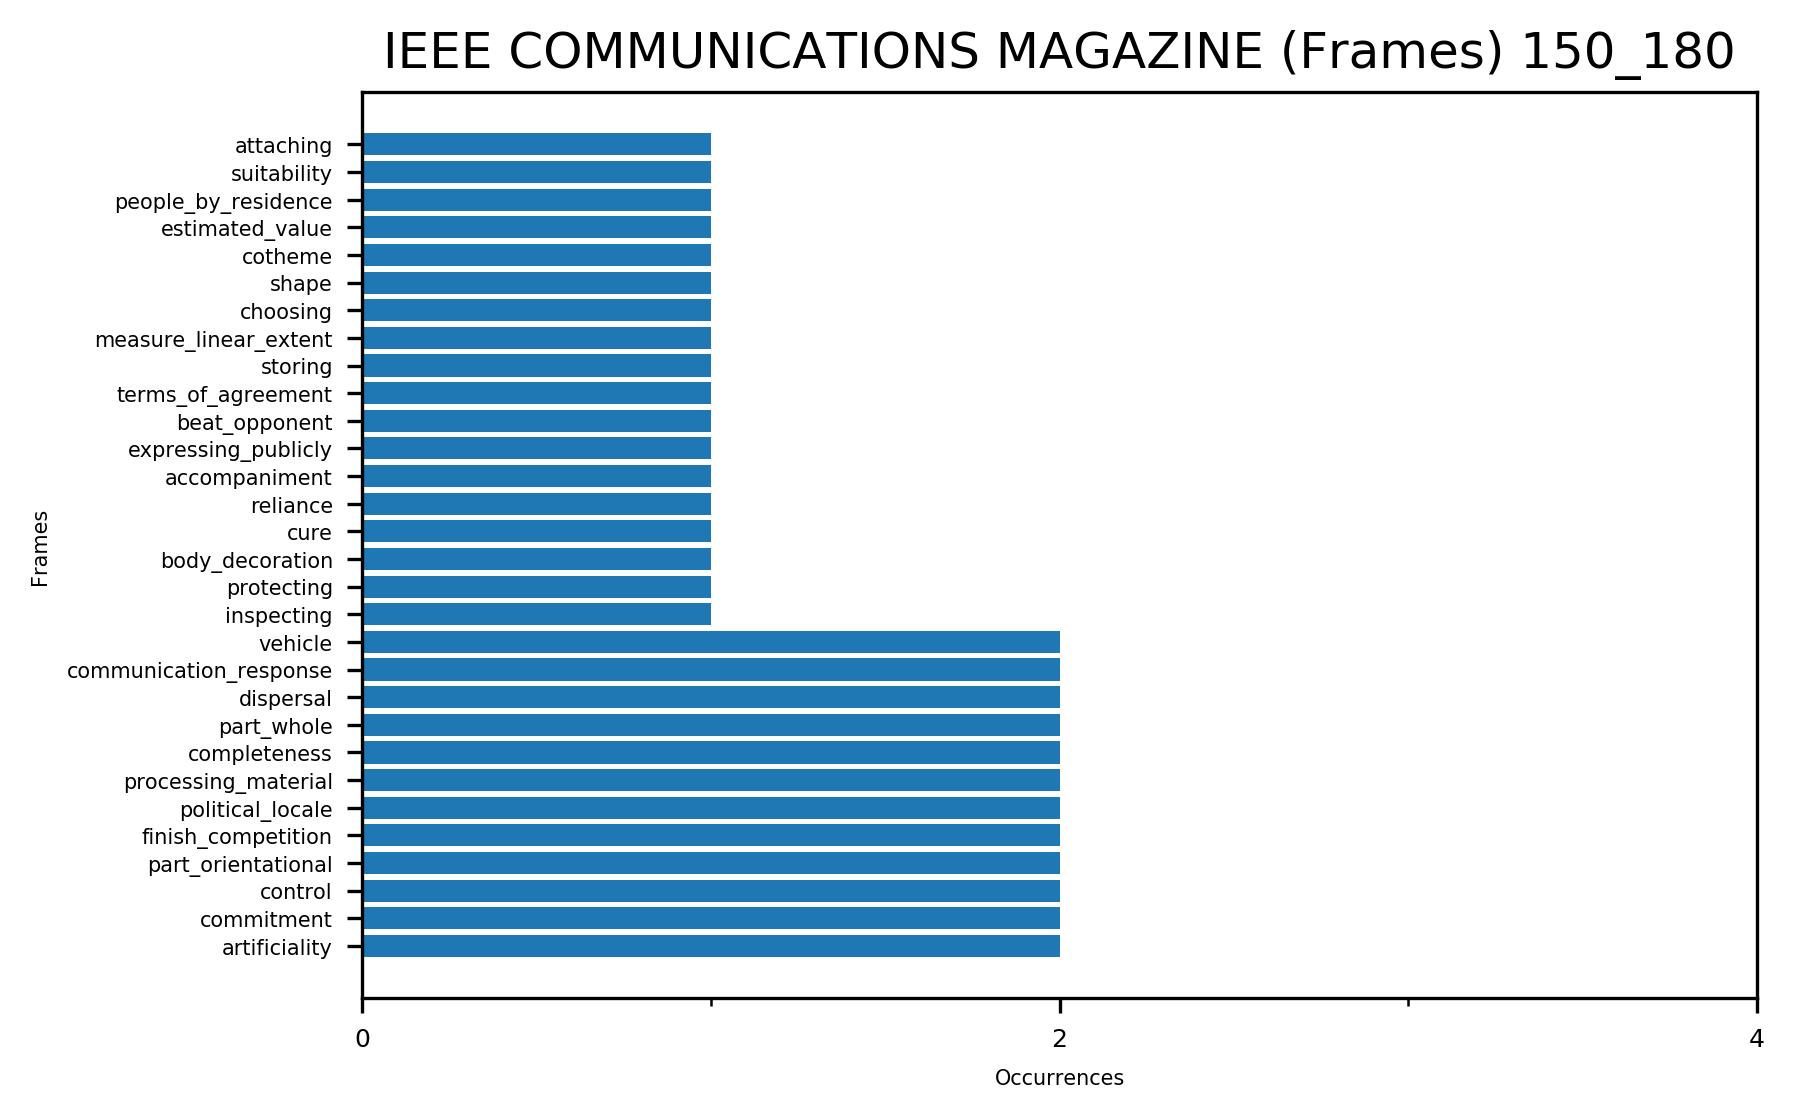 IEEE COMMUNICATIONS MAGAZINE (Frames) 150_180
attaching
suitability
people_by_residence
estimated_value
cotheme
shape
choosing
measure_linear_extent
storing
terms_of_agreement
beat_opponent
expressing_publicly
accompaniment
reliance
cure
body_decoration
protecting
inspecting
vehicle
communication_response
dispersal
part_whole
completeness
processing_material
political_locale
finish_competition
part_orientational
control
commitment
artificiality
Frames
0 2 4
Occurrences